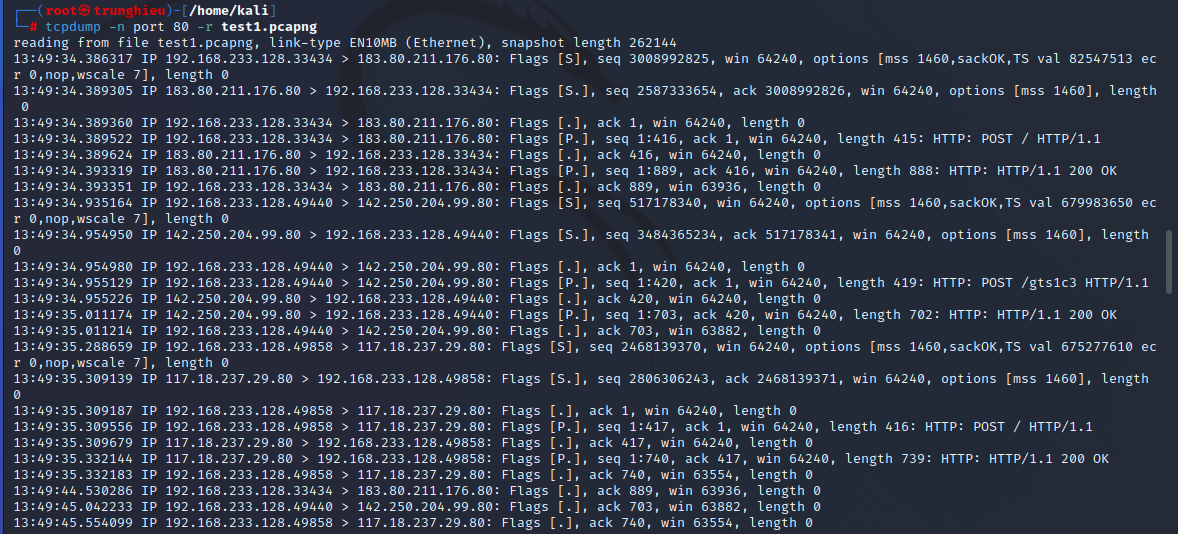 ┌──(root㉿trunghieu)-[/home/kali]
└─# tcpdump -n port 80 -r test1.pcapng
reading from file test1.pcapng, link-type EN10MB (Ethernet), snapshot length 262144
13:49:34.386317 IP 192.168.233.128.33434 > 183.80.211.176.80: Flags [S], seq 3008992825, win 64240, options [mss 1460,sackOK,TS val 82547513 ec
r 0,nop,wscale 7], length 0
13:49:34.389305 IP 183.80.211.176.80 > 192.168.233.128.33434: Flags [S.], seq 2587333654, ack 3008992826, win 64240, options [mss 1460], length
 0
13:49:34.389360 IP 192.168.233.128.33434 > 183.80.211.176.80: Flags [.], ack 1, win 64240, length 0
13:49:34.389522 IP 192.168.233.128.33434 > 183.80.211.176.80: Flags [P.], seq 1:416, ack 1, win 64240, length 415: HTTP: POST / HTTP/1.1
13:49:34.389624 IP 183.80.211.176.80 > 192.168.233.128.33434: Flags [.], ack 416, win 64240, length 0
13:49:34.393319 IP 183.80.211.176.80 > 192.168.233.128.33434: Flags [P.], seq 1:889, ack 416, win 64240, length 888: HTTP: HTTP/1.1 200 OK
13:49:34.393351 IP 192.168.233.128.33434 > 183.80.211.176.80: Flags [.], ack 889, win 63936, length 0
13:49:34.935164 IP 192.168.233.128.49440 > 142.250.204.99.80: Flags [S], seq 517178340, win 64240, options [mss 1460,sackOK,TS val 679983650 ec
r 0,nop,wscale 7], length 0
13:49:34.954950 IP 142.250.204.99.80 > 192.168.233.128.49440: Flags [S.], seq 3484365234, ack 517178341, win 64240, options [mss 1460], length
0
13:49:34.954980 IP 192.168.233.128.49440 > 142.250.204.99.80: Flags [.], ack 1, win 64240, length 0
13:49:34.955129 IP 192.168.233.128.49440 > 142.250.204.99.80: Flags [P.], seq 1:420, ack 1, win 64240, length 419: HTTP: POST /gts1c3 HTTP/1.1
13:49:34.955226 IP 142.250.204.99.80 > 192.168.233.128.49440: Flags [.], ack 420, win 64240, length 0
13:49:35.011174 IP 142.250.204.99.80 > 192.168.233.128.49440: Flags [P.], seq 1:703, ack 420, win 64240, length 702: HTTP: HTTP/1.1 200 OK
13:49:35.011214 IP 192.168.233.128.49440 > 142.250.204.99.80: Flags [.], ack 703, win 63882, length 0
13:49:35.288659 IP 192.168.233.128.49858 > 117.18.237.29.80: Flags [S], seq 2468139370, win 64240, options [mss 1460,sackOK,TS val 675277610 ec
r 0,nop,wscale 7], length 0
13:49:35.309139 IP 117.18.237.29.80 > 192.168.233.128.49858: Flags [S.], seq 2806306243, ack 2468139371, win 64240, options [mss 1460], length
0
13:49:35.309187 IP 192.168.233.128.49858 > 117.18.237.29.80: Flags [.], ack 1, win 64240, length 0
13:49:35.309556 IP 192.168.233.128.49858 > 117.18.237.29.80: Flags [P.], seq 1:417, ack 1, win 64240, length 416: HTTP: POST / HTTP/1.1
13:49:35.309679 IP 117.18.237.29.80 > 192.168.233.128.49858: Flags [.], ack 417, win 64240, length 0
13:49:35.332144 IP 117.18.237.29.80 > 192.168.233.128.49858: Flags [P.], seq 1:740, ack 417, win 64240, length 739: HTTP: HTTP/1.1 200 OK
13:49:35.332183 IP 192.168.233.128.49858 > 117.18.237.29.80: Flags [.], ack 740, win 63554, length 0
13:49:44.530286 IP 192.168.233.128.33434 > 183.80.211.176.80: Flags [.], ack 889, win 63936, length 0
13:49:45.042233 IP 192.168.233.128.49440 > 142.250.204.99.80: Flags [.], ack 703, win 63882, length 0
13:49:45.554099 IP 192.168.233.128.49858 > 117.18.237.29.80: Flags [.], ack 740, win 63554, length 0